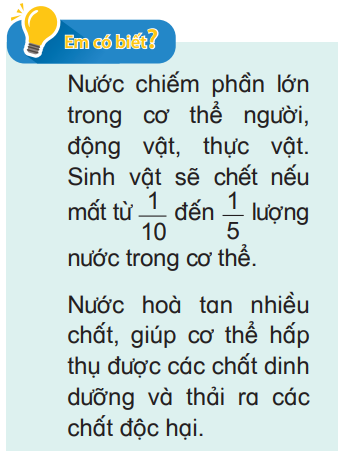 Em có biết?
Nước chiếm phần lớn
trong cơ thể người,
động vật, thực vật.
Sinh vật sẽ chết nếu
mất từ 1/10 đến 1/5 lượng
nước trong cơ thể.
Nước hoà tan nhiều
chất, giúp cơ thể hấp
thụ được các chất dinh
dưỡng và thải ra các
chất độc hại.